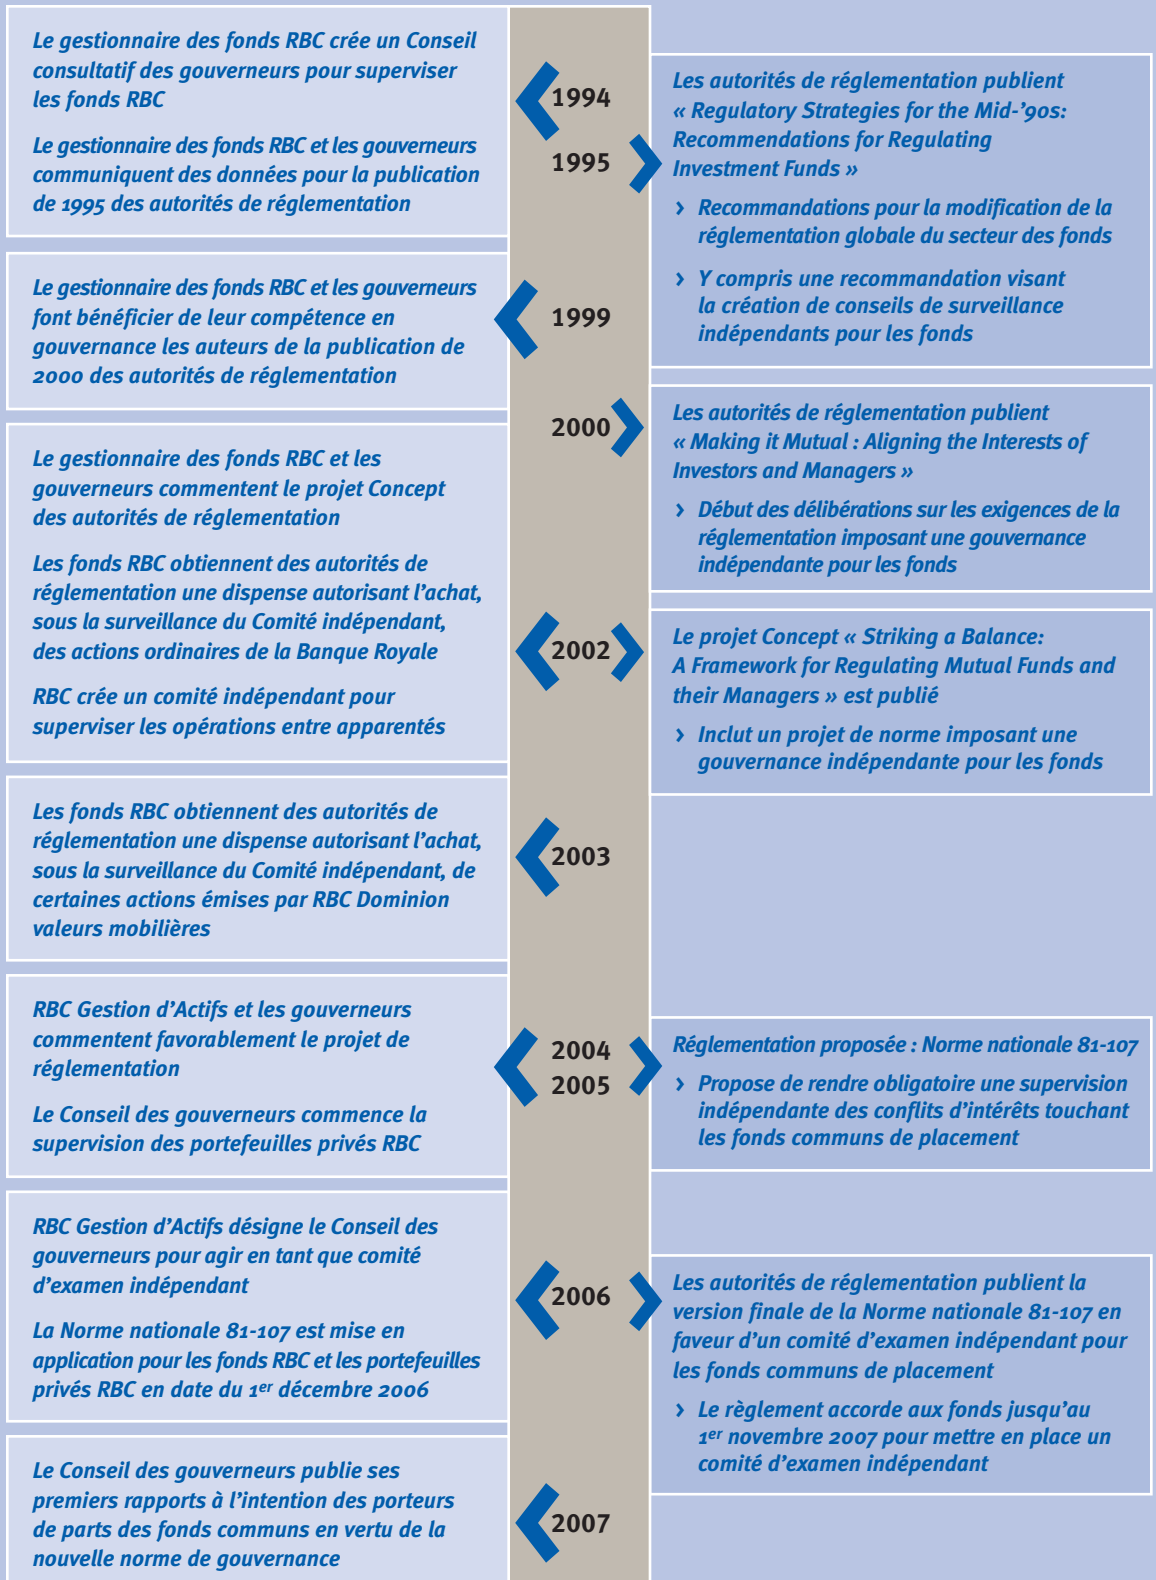 Le gestionnaire des fonds RBC crée un Conseil
consultatif des gouverneurs pour superviser
les fonds RBC
Le gestionnaire des fonds RBC et les gouverneurs
communiquent des données pour la publication
de 1995 des autorités de réglementation
1994
1995
Les autorités de réglementation publient
« Regulatory Strategies for the Mid-’90s:
Recommendations for Regulating
Investment Funds »
› Recommandations pour la modification de la
réglementation globale du secteur des fonds
› Y compris une recommandation visant
la création de conseils de surveillance
indépendants pour les fonds
Le gestionnaire des fonds RBC et les gouverneurs
font bénéficier de leur compétence en
gouvernance les auteurs de la publication de
2000 des autorités de réglementation
1999
2000
Les autorités de réglementation publient
« Making it Mutual : Aligning the Interests of
Investors and Managers »
› Début des délibérations sur les exigences de la
réglementation imposant une gouvernance
indépendante pour les fonds
Le gestionnaire des fonds RBC et les
gouverneurs commentent le projet Concept
des autorités de réglementation
Les fonds RBC obtiennent des autorités de
réglementation une dispense autorisant l’achat,
sous la surveillance du Comité indépendant,
des actions ordinaires de la Banque Royale
RBC crée un comité indépendant pour
superviser les opérations entre apparentés
2002
Le projet Concept « Striking a Balance:
A Framework for Regulating Mutual Funds and
their Managers » est publié
› Inclut un projet de norme imposant une
gouvernance indépendante pour les fonds
Les fonds RBC obtiennent des autorités de
réglementation une dispense autorisant l’achat,
sous la surveillance du Comité indépendant, de
certaines actions émises par RBC Dominion
valeurs mobilières
2003
RBC Gestion d’Actifs et les gouverneurs
commentent favorablement le projet de
réglementation
Le Conseil des gouverneurs commence la
supervision des portefeuilles privés RBC
2004
2005
Réglementation proposée : Norme nationale 81-107
› Propose de rendre obligatoire une supervision
indépendante des conflits d’intérêts touchant
les fonds communs de placement
RBC Gestion d’Actifs désigne le Conseil des
gouverneurs pour agir en tant que comité
d’examen indépendant
La Norme nationale 81-107 est mise en
application pour les fonds RBC et les portefeuilles
privés RBC en date du 1er décembre 2006
2006
Les autorités de réglementation publient la
version finale de la Norme nationale 81-107 en
faveur d’un comité d’examen indépendant pour
les fonds communs de placement
› Le règlement accorde aux fonds jusqu’au
1er novembre 2007 pour mettre en place un
comité d’examen indépendant
Le Conseil des gouverneurs publie ses
premiers rapports à l’intention des porteurs
de parts des fonds communs en vertu de la
nouvelle norme de gouvernance
2007